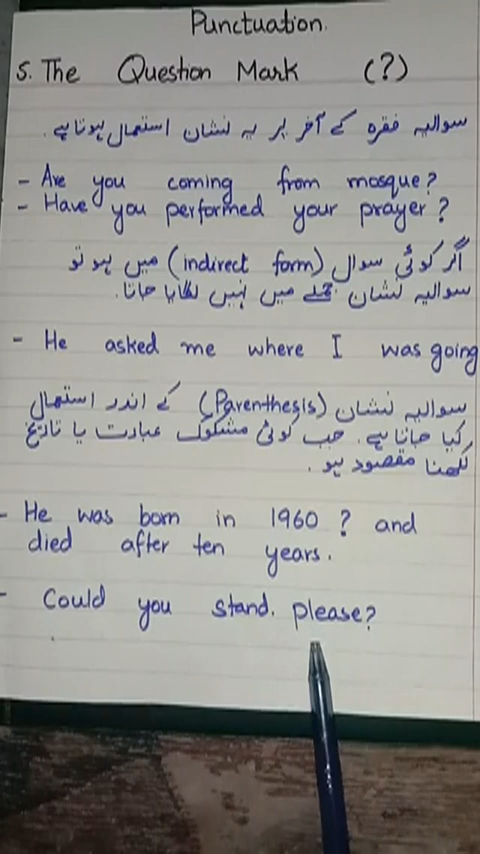 Punctuation.
5. The Question Mark (?)
سوالیہ فقرہ کے آخر پر یہ نشان استعمال ہوتا ہے.
- Are you coming from mosque?
- Have you performed your prayer?
اگر کوئی سوال (indirect form) میں ہو تو
سوالیہ نشان جملے میں نہیں لگایا جاتا.
- He asked me where I was going
سوالیہ نشان (Parenthesis) کے اندر استعمال
کیا جاتا ہے. جب کوئی مشکوک عبارت یا تاریخ
لکھنا مقصود ہو.
- He was born in 1960 ? and
died after ten years.
- Could you stand. please?